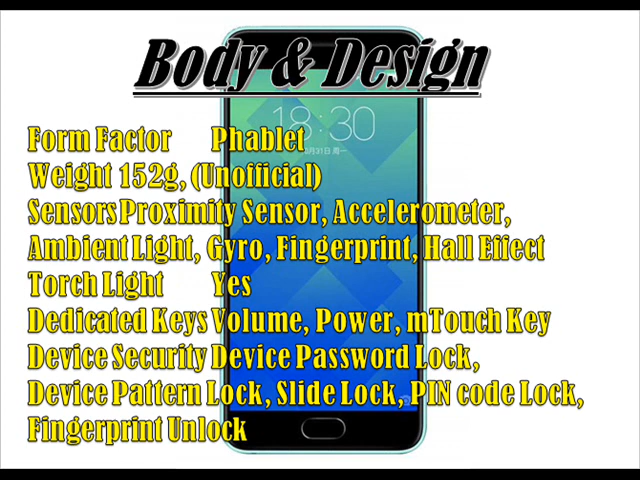 Body & Design
18:30
Form Factor Phablet
Weight 152g, (Unofficial)
Sensors Proximity Sensor, Accelerometer,
Ambient Light, Gyro, Fingerprint, Hall Effect
Torch Light Yes
Dedicated Keys Volume, Power, mTouch Key
Device Security Device Password Lock,
Device Pattern Lock, Slide Lock, PIN code Lock,
Fingerprint Unlock